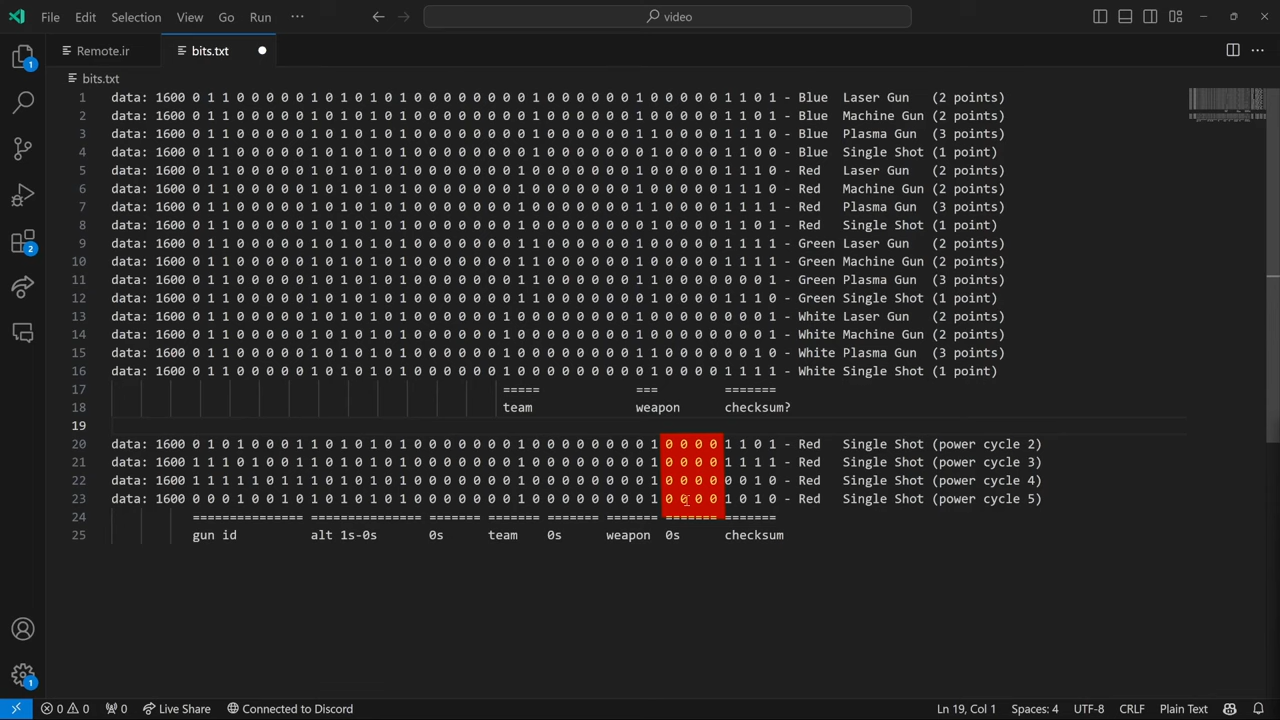 File Edit Selection View Go Run ··· video
Remote.ir bits.txt
bits.txt
1 data: 1600 0 1 1 0 0 0 0 0 1 0 1 0 1 0 1 0 0 0 0 0 0 0 0 1 0 0 0 0 0 0 1 0 0 0 0 0 1 1 0 1 - Blue  Laser Gun   (2 points)
2 data: 1600 0 1 1 0 0 0 0 0 1 0 1 0 1 0 1 0 0 0 0 0 0 0 0 1 0 0 0 0 0 0 1 0 0 0 0 0 1 1 0 1 - Blue  Machine Gun (2 points)
3 data: 1600 0 1 1 0 0 0 0 0 1 0 1 0 1 0 1 0 0 0 0 0 0 0 0 1 0 0 0 0 0 0 1 1 0 0 0 0 1 1 1 0 - Blue  Plasma Gun  (3 points)
4 data: 1600 0 1 1 0 0 0 0 0 1 0 1 0 1 0 1 0 0 0 0 0 0 0 0 1 0 0 0 0 0 0 0 1 0 0 0 0 1 1 0 0 - Blue  Single Shot (1 point)
5 data: 1600 0 1 1 0 0 0 0 0 1 0 1 0 1 0 1 0 0 0 0 0 0 0 1 0 0 0 0 0 0 0 1 0 0 0 0 0 1 1 1 0 - Red   Laser Gun   (2 points)
6 data: 1600 0 1 1 0 0 0 0 0 1 0 1 0 1 0 1 0 0 0 0 0 0 0 1 0 0 0 0 0 0 0 1 0 0 0 0 0 1 1 1 0 - Red   Machine Gun (2 points)
7 data: 1600 0 1 1 0 0 0 0 0 1 0 1 0 1 0 1 0 0 0 0 0 0 0 1 0 0 0 0 0 0 0 1 1 0 0 0 0 1 1 1 1 - Red   Plasma Gun  (3 points)
8 data: 1600 0 1 1 0 0 0 0 0 1 0 1 0 1 0 1 0 0 0 0 0 0 0 1 0 0 0 0 0 0 0 0 1 0 0 0 0 1 1 0 1 - Red   Single Shot (1 point)
9 data: 1600 0 1 1 0 0 0 0 0 1 0 1 0 1 0 1 0 0 0 0 0 0 0 1 1 0 0 0 0 0 0 1 0 0 0 0 0 1 1 1 1 - Green Laser Gun   (2 points)
10 data: 1600 0 1 1 0 0 0 0 0 1 0 1 0 1 0 1 0 0 0 0 0 0 0 1 1 0 0 0 0 0 0 1 0 0 0 0 0 1 1 1 1 - Green Machine Gun (2 points)
11 data: 1600 0 1 1 0 0 0 0 0 1 0 1 0 1 0 1 0 0 0 0 0 0 0 1 1 0 0 0 0 0 0 1 1 0 0 0 0 0 0 0 1 - Green Plasma Gun  (3 points)
12 data: 1600 0 1 1 0 0 0 0 0 1 0 1 0 1 0 1 0 0 0 0 0 0 0 1 1 0 0 0 0 0 0 0 1 0 0 0 0 1 1 1 0 - Green Single Shot (1 point)
13 data: 1600 0 1 1 0 0 0 0 0 1 0 1 0 1 0 1 0 0 0 0 0 0 1 0 0 0 0 0 0 0 0 1 0 0 0 0 0 0 0 0 1 - White Laser Gun   (2 points)
14 data: 1600 0 1 1 0 0 0 0 0 1 0 1 0 1 0 1 0 0 0 0 0 0 1 0 0 0 0 0 0 0 0 1 0 0 0 0 0 0 0 0 1 - White Machine Gun (2 points)
15 data: 1600 0 1 1 0 0 0 0 0 1 0 1 0 1 0 1 0 0 0 0 0 0 1 0 0 0 0 0 0 0 0 1 1 0 0 0 0 0 0 1 0 - White Plasma Gun  (3 points)
16 data: 1600 0 1 1 0 0 0 0 0 1 0 1 0 1 0 1 0 0 0 0 0 0 1 0 0 0 0 0 0 0 0 0 1 0 0 0 0 1 1 1 1 - White Single Shot (1 point)
17 ===== === =======
18 team weapon checksum?
19
20 data: 1600 0 1 0 1 0 0 0 1 1 0 1 0 1 0 1 0 0 0 0 0 0 0 1 0 0 0 0 0 0 0 0 1 0 0 0 0 1 1 0 1 - Red   Single Shot (power cycle 2)
21 data: 1600 1 1 1 0 1 0 0 1 1 0 1 0 1 0 1 0 0 0 0 0 0 0 1 0 0 0 0 0 0 0 0 1 0 0 0 0 1 1 1 1 - Red   Single Shot (power cycle 3)
22 data: 1600 1 1 1 1 1 0 1 1 1 0 1 0 1 0 1 0 0 0 0 0 0 0 1 0 0 0 0 0 0 0 0 1 0 0 0 0 0 0 1 0 - Red   Single Shot (power cycle 4)
23 data: 1600 0 0 0 1 0 0 1 0 1 0 1 0 1 0 1 0 0 0 0 0 0 0 1 0 0 0 0 0 0 0 0 1 0 0 0 0 1 0 1 0 - Red   Single Shot (power cycle 5)
24 =============== =============== ======= ======= ======= ======= ======= =======
25 gun id alt 1s-0s 0s team 0s weapon 0s checksum
0 0 0 Live Share Connected to Discord Ln 19, Col 1 Spaces: 4 UTF-8 CRLF Plain Text